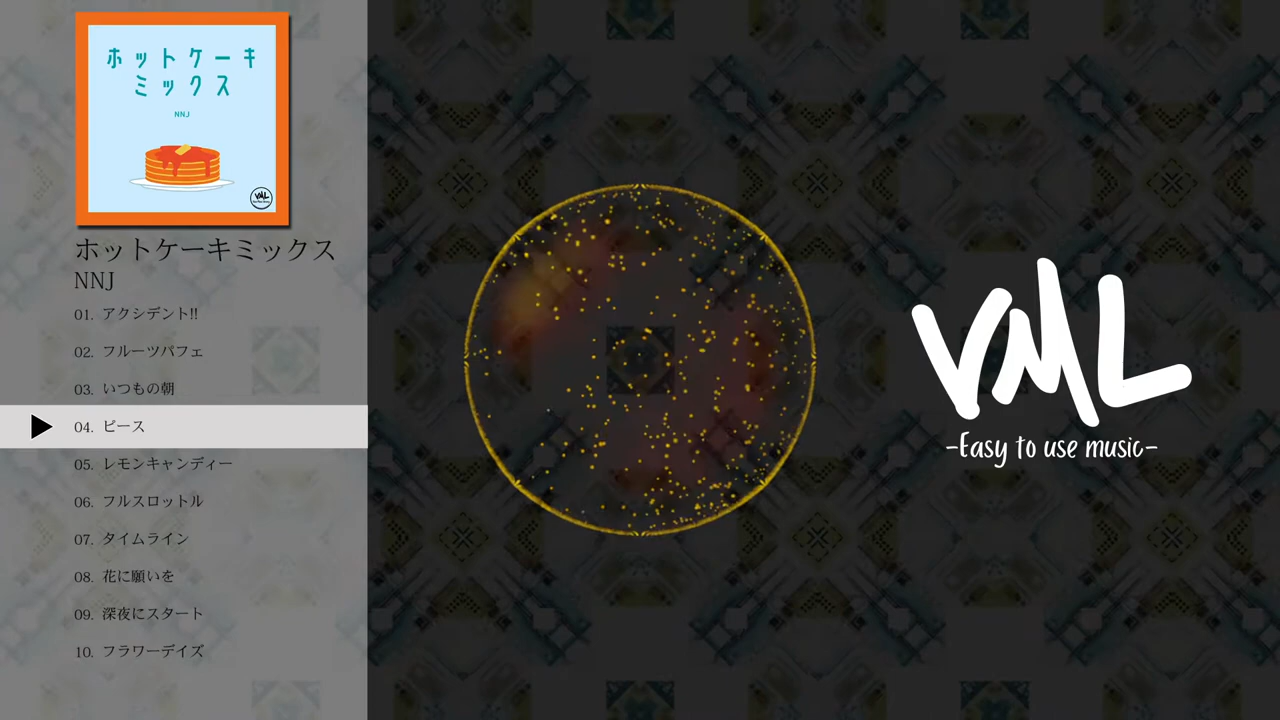 ホットケーキ
ミックス
NNJ
VML
ホットケーキミックス
NNJ
01. アクシデント!!
02. フルーツパフェ
03. いつもの朝
04. ピース
05. レモンキャンディー
06. フルスロットル
07. タイムライン
08. 花に願いを
09. 深夜にスタート
10. フラワーデイズ
VML
-Easy to use music-